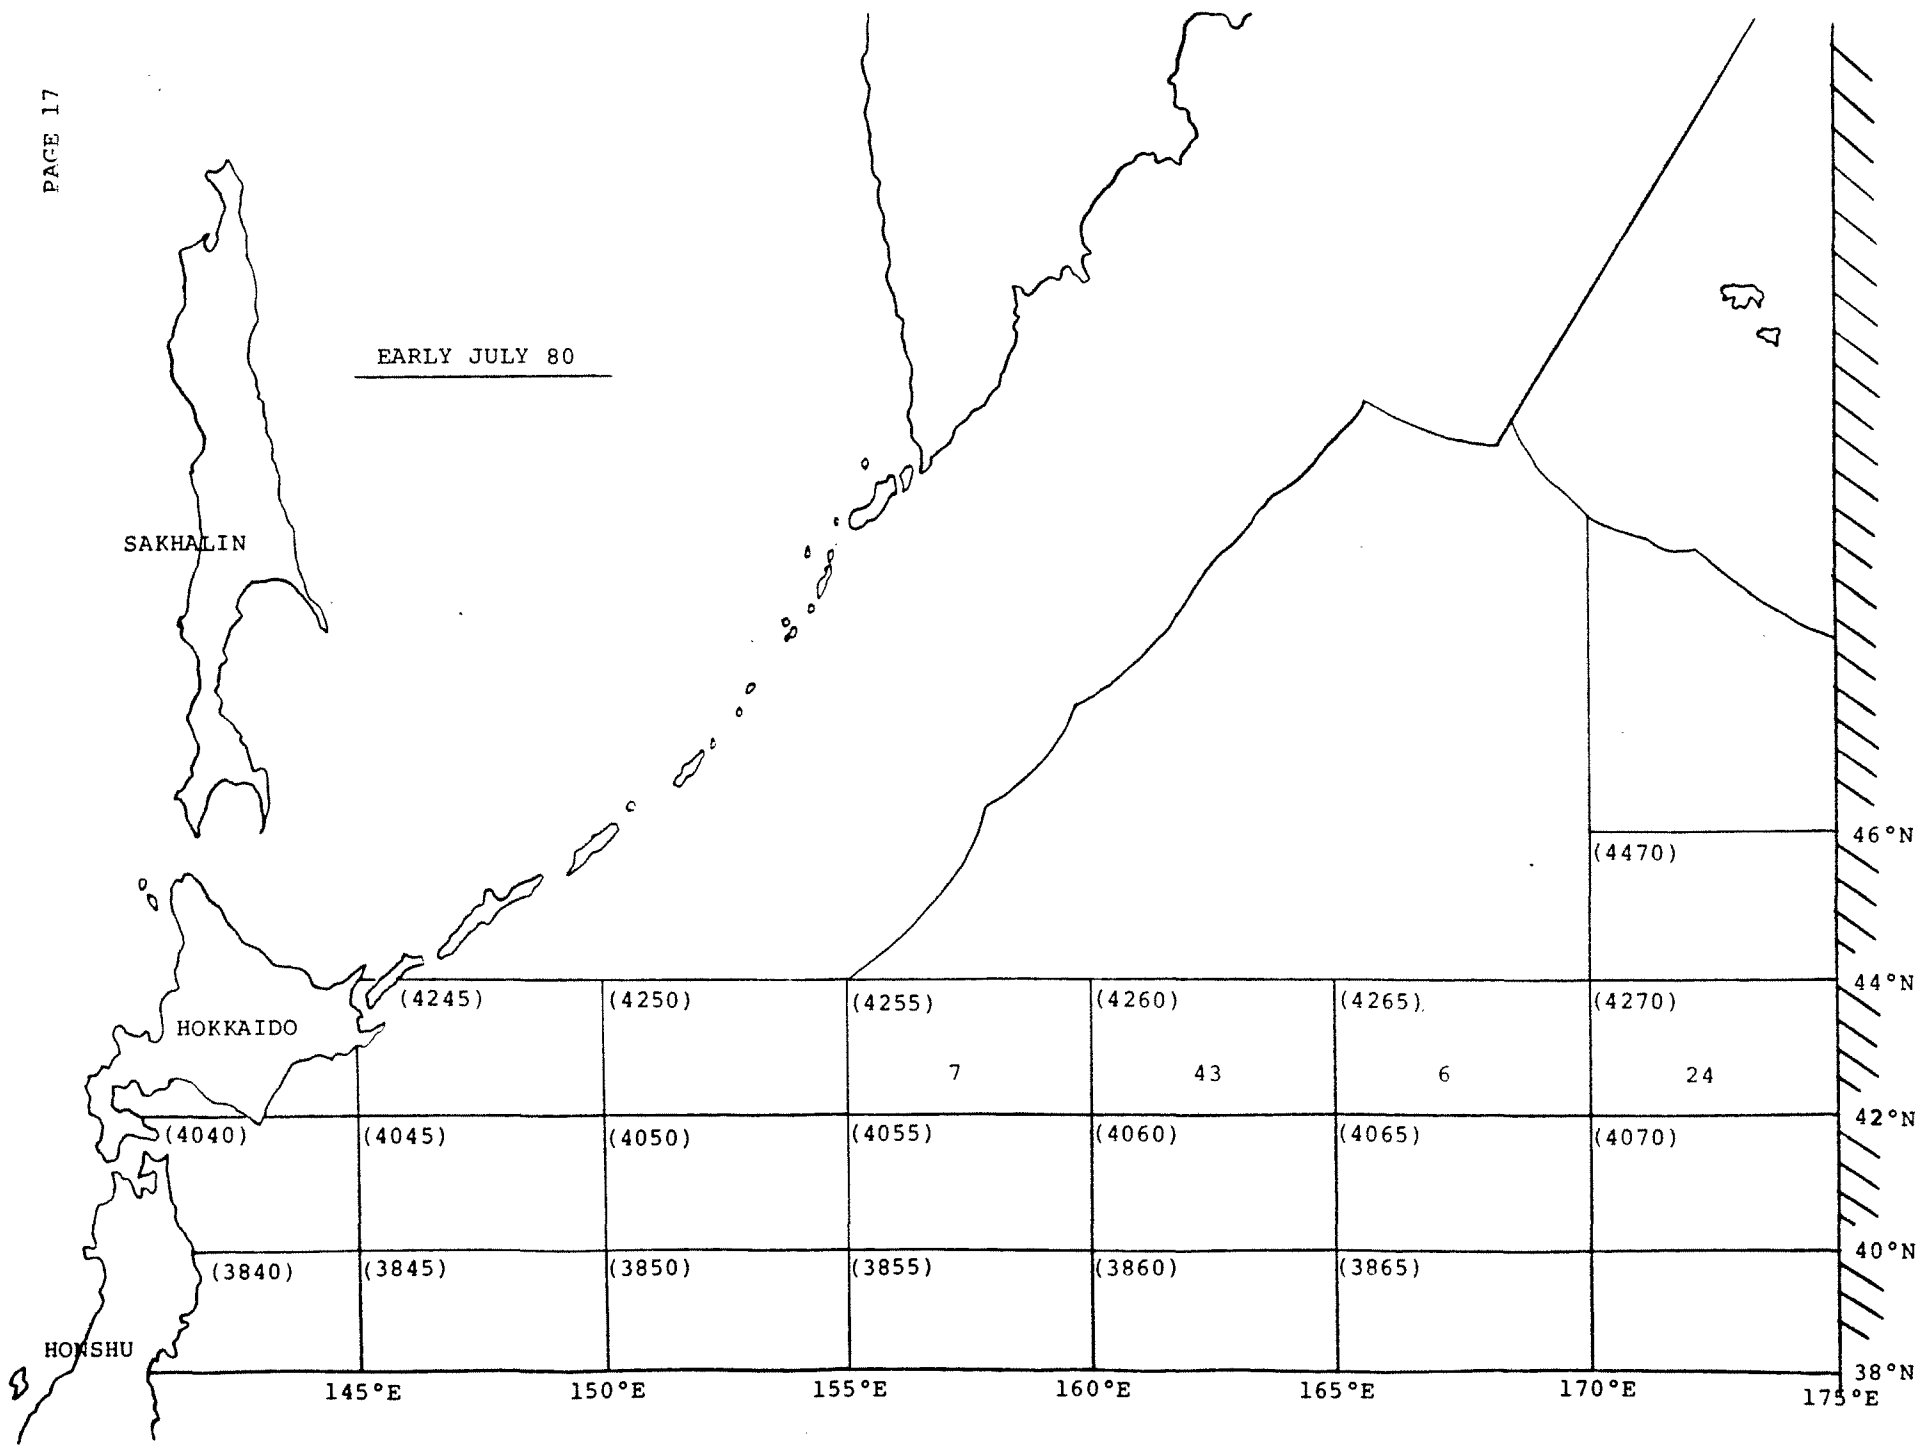 PAGE 17
EARLY JULY 80
SAKHALIN
46°N
(4470)
44°N
(4245) (4250) (4255) (4260) (4265) (4270)
HOKKAIDO
7 43 6 24
42°N
(4040) (4045) (4050) (4055) (4060) (4065) (4070)
40°N
(3840) (3845) (3850) (3855) (3860) (3865)
HONSHU
38°N
145°E 150°E 155°E 160°E 165°E 170°E 175°E